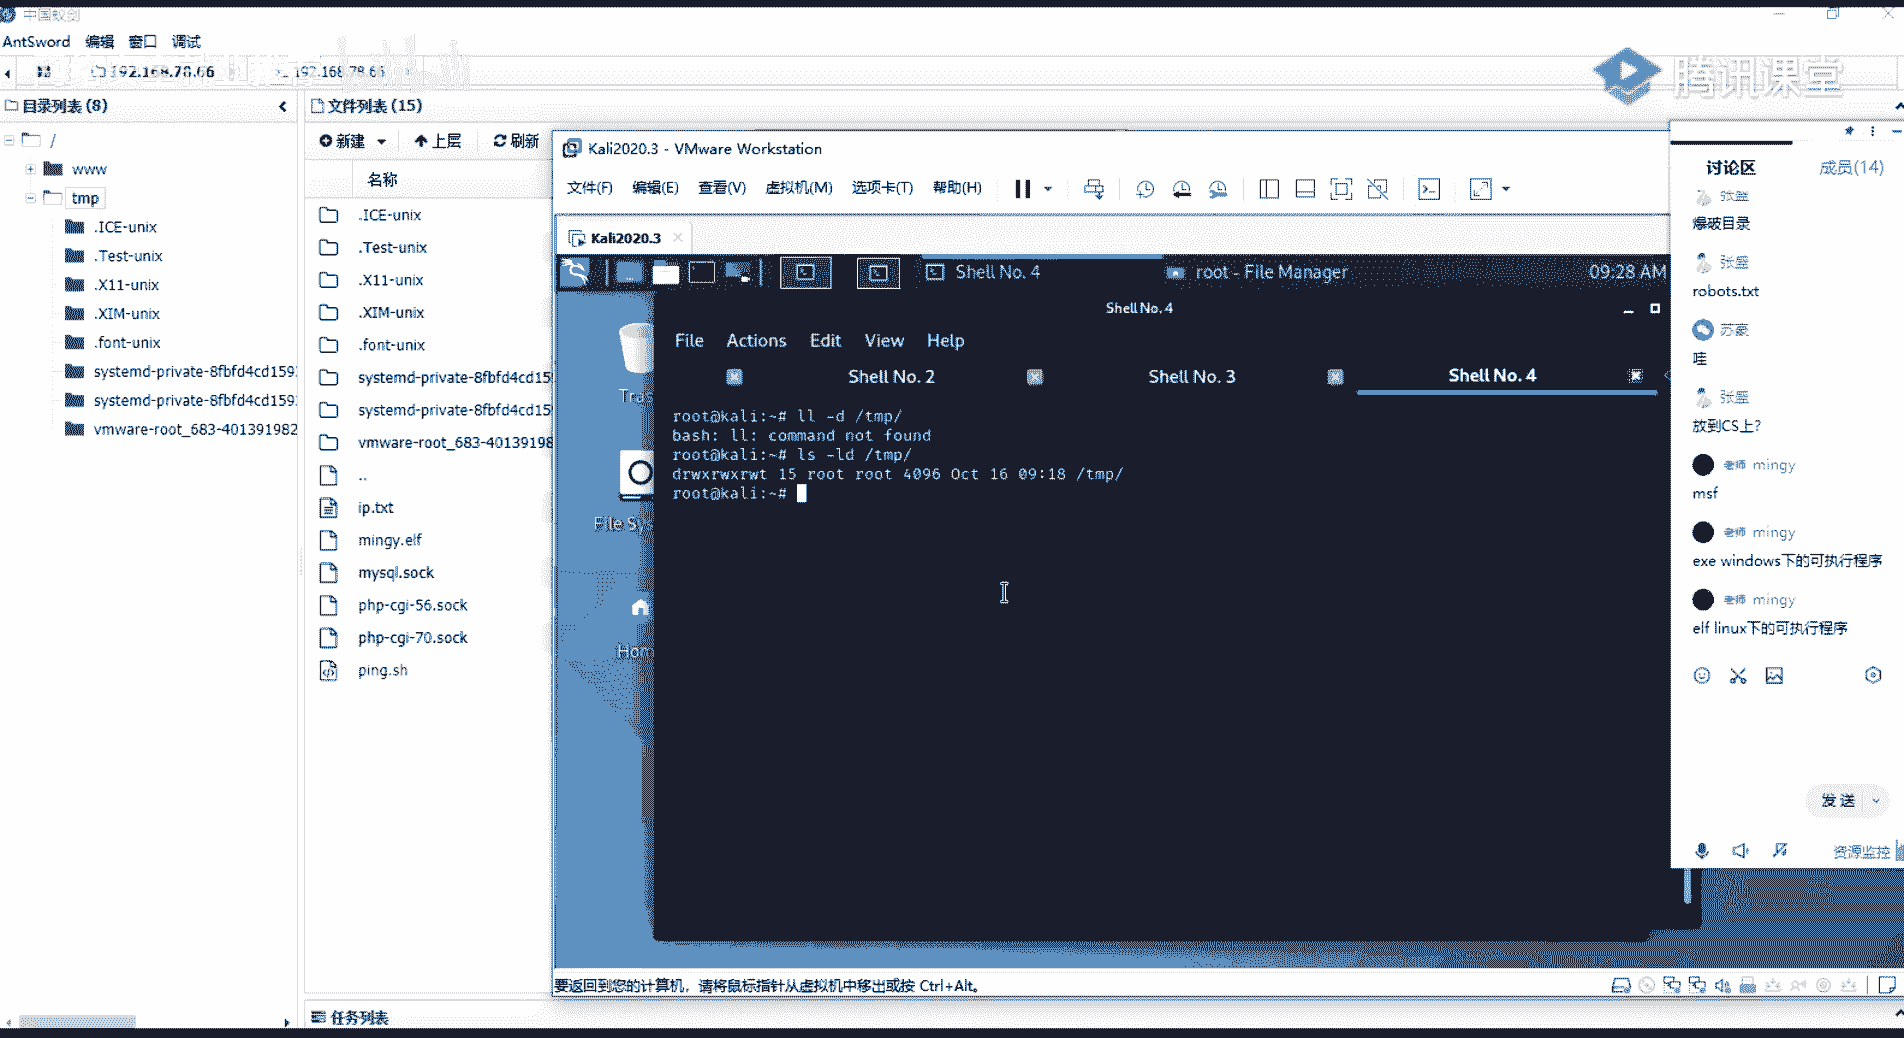 中国蚁剑
AntSword 编辑 窗口 调试
192.168.78.66
192.168.78.66
腾讯课堂
目录列表 (8)
/
www
tmp
.ICE-unix
.Test-unix
.X11-unix
.XIM-unix
.font-unix
systemd-private-8fbfd4cd159
systemd-private-8fbfd4cd159
vmware-root_683-401391982
文件列表 (15)
新建 上层 刷新
名称
.ICE-unix
.Test-unix
.X11-unix
.XIM-unix
.font-unix
systemd-private-8fbfd4cd15
systemd-private-8fbfd4cd15
vmware-root_683-40139198
..
ip.txt
mingy.elf
mysql.sock
php-cgi-56.sock
php-cgi-70.sock
ping.sh
任务列表
Kali2020.3 - VMware Workstation
文件(F) 编辑(E) 查看(V) 虚拟机(M) 选项卡(T) 帮助(H)
Kali2020.3
Shell No. 4
root - File Manager
09:28 AM
Shell No. 4
File Actions Edit View Help
Shell No. 2
Shell No. 3
Shell No. 4
Tras
File Sys
Hom
root@kali:~# ll -d /tmp/
bash: ll: command not found
root@kali:~# ls -ld /tmp/
drwxrwxrwt 15 root root 4096 Oct 16 09:18 /tmp/
root@kali:~#
要返回到您的计算机，请将鼠标指针从虚拟机中移出或按 Ctrl+Alt。
讨论区 成员(14)
爆破目录
robots.txt
哇
放到CS上?
老师 mingy
msf
老师 mingy
exe windows下的可执行程序
老师 mingy
elf linux下的可执行程序
发送
资源监控